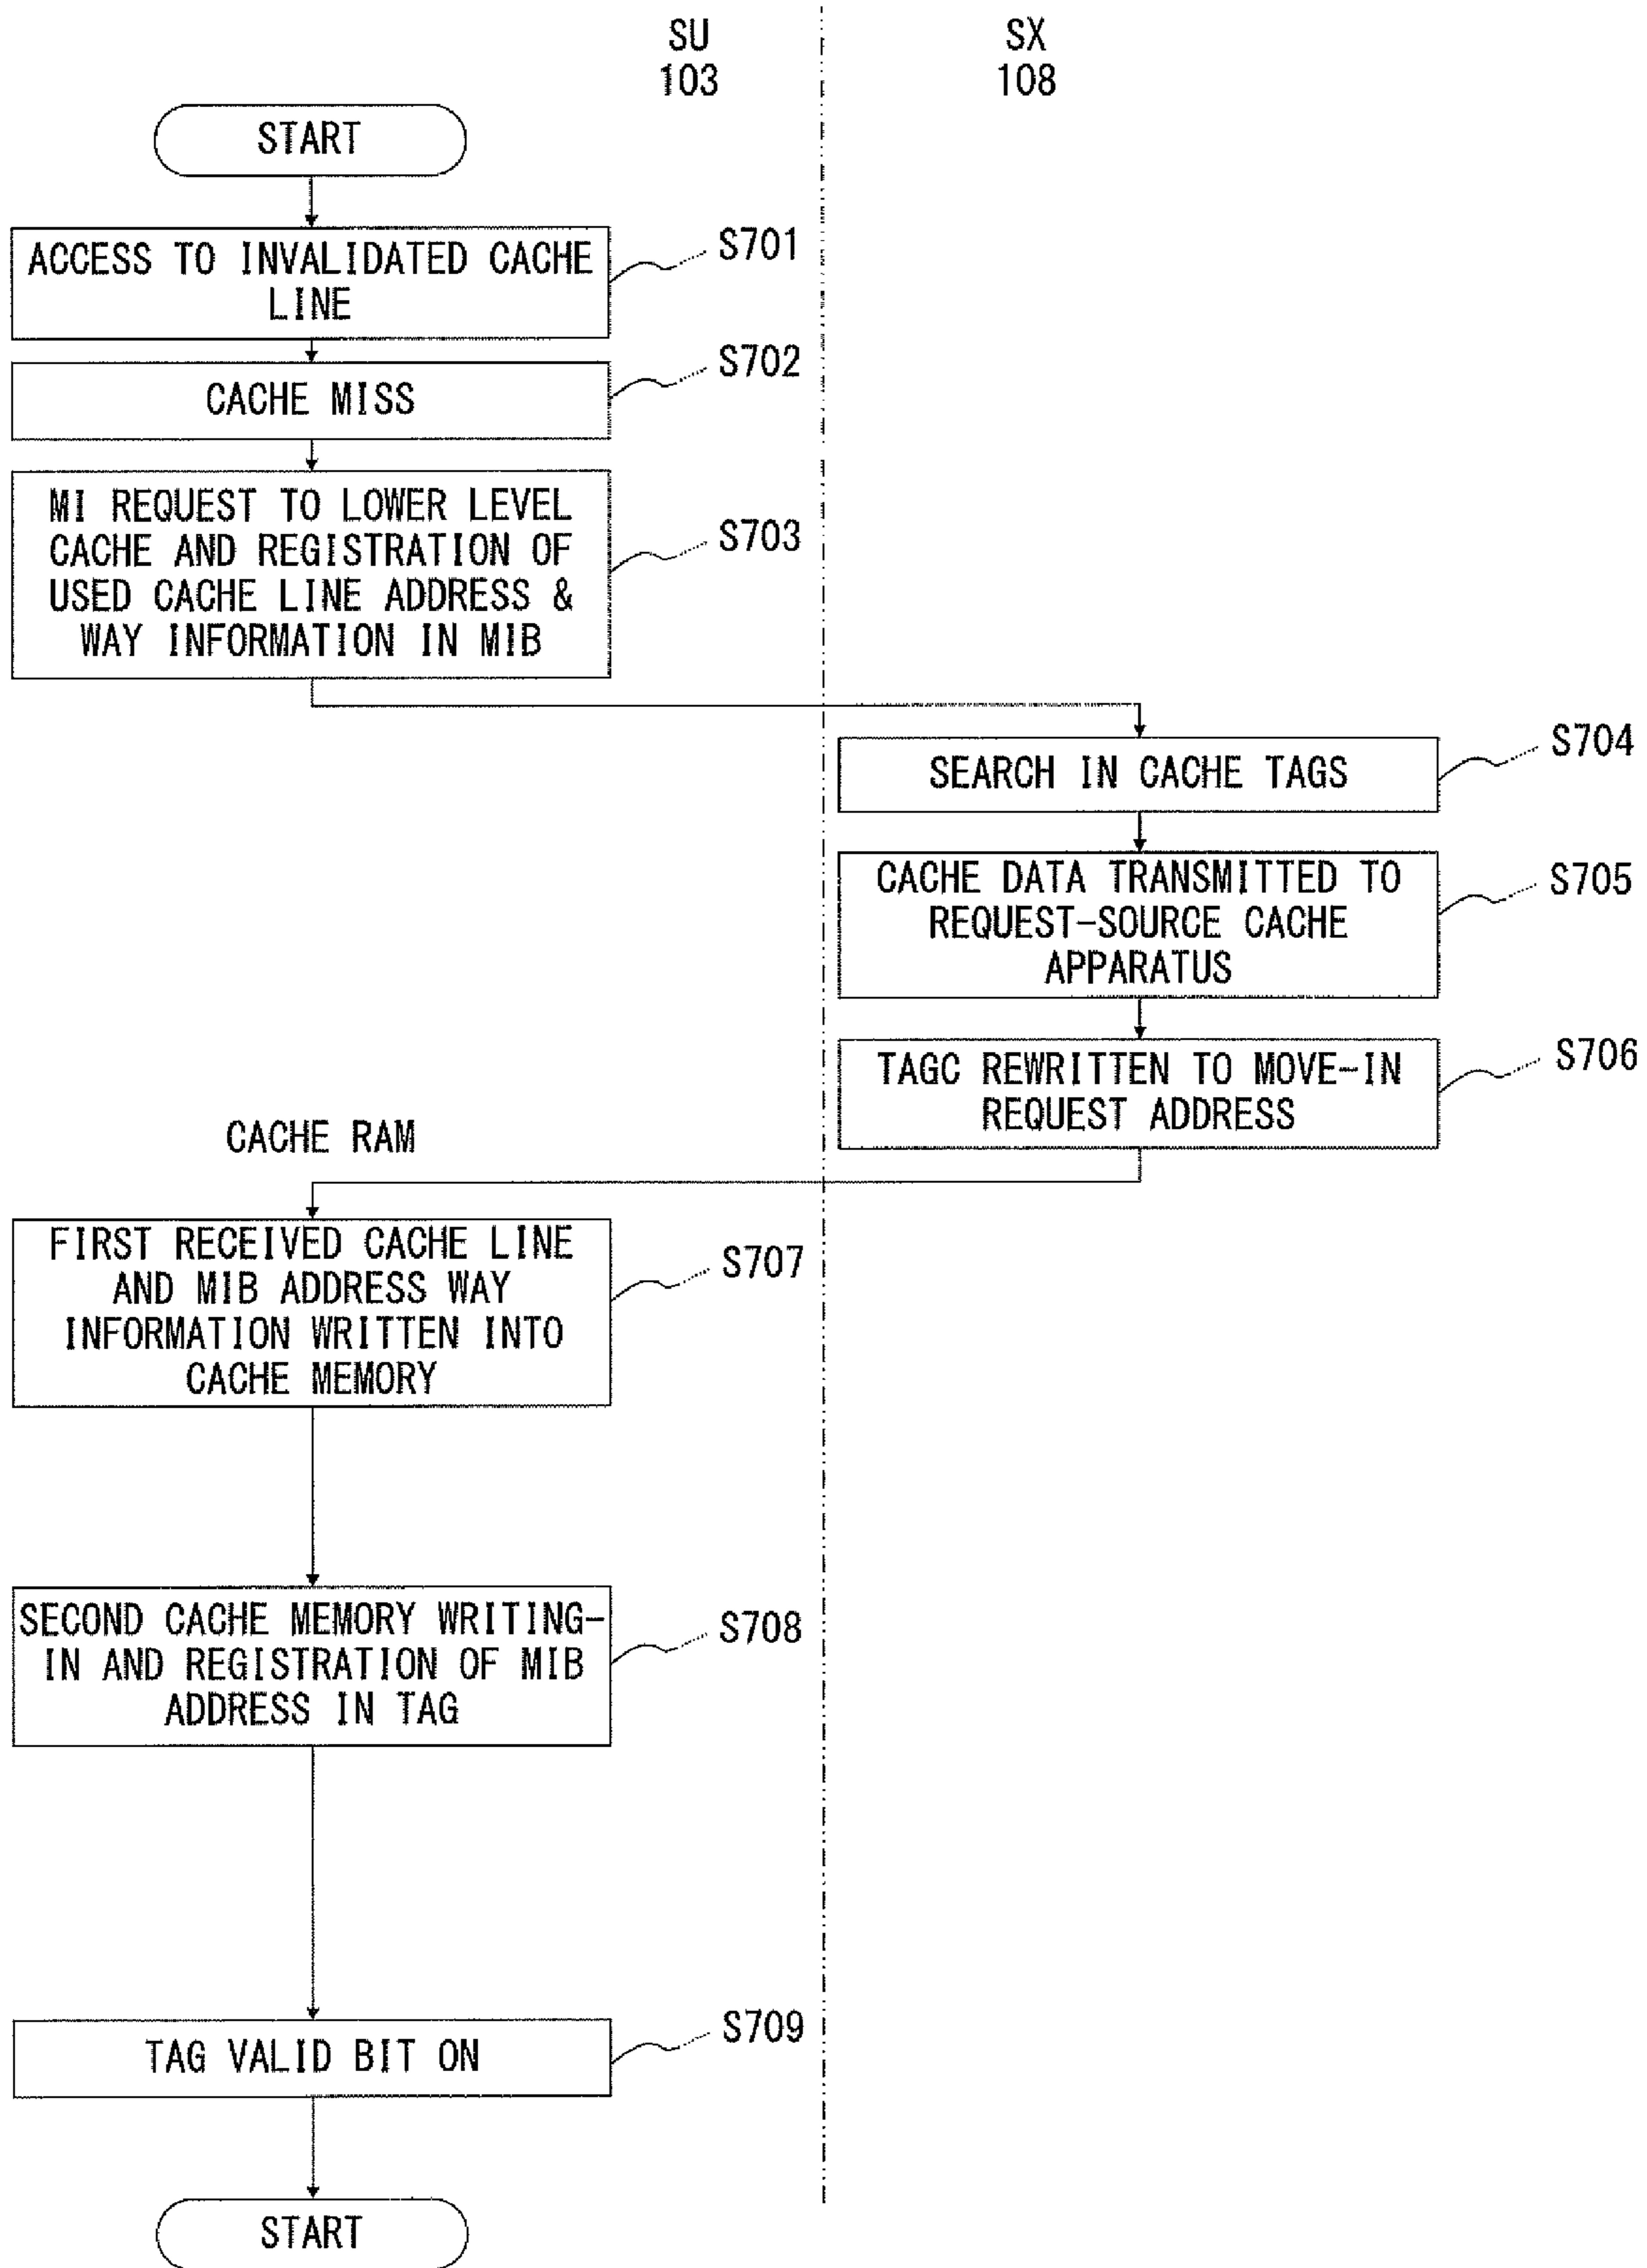 SU
103
SX
108
START
ACCESS TO INVALIDATED CACHE
LINE
S701
CACHE MISS
S702
MI REQUEST TO LOWER LEVEL
CACHE AND REGISTRATION OF
USED CACHE LINE ADDRESS &
WAY INFORMATION IN MIB
S703
SEARCH IN CACHE TAGS
S704
CACHE DATA TRANSMITTED TO
REQUEST-SOURCE CACHE
APPARATUS
S705
TAGC REWRITTEN TO MOVE-IN
REQUEST ADDRESS
S706
CACHE RAM
FIRST RECEIVED CACHE LINE
AND MIB ADDRESS WAY
INFORMATION WRITTEN INTO
CACHE MEMORY
S707
SECOND CACHE MEMORY WRITING-
IN AND REGISTRATION OF MIB
ADDRESS IN TAG
S708
TAG VALID BIT ON
S709
START